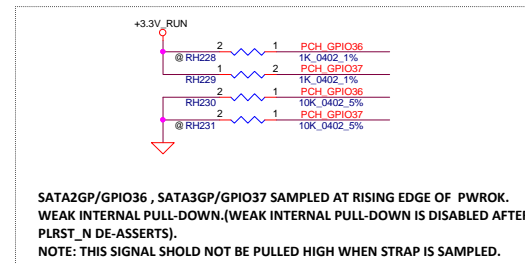 +3.3V_RUN
2 1 PCH_GPIO36
@ RH228 1K_0402_1%
1 2 PCH_GPIO37
RH229 1K_0402_1%
2 1 PCH_GPIO36
RH230 10K_0402_5%
2 1 PCH_GPIO37
@ RH231 10K_0402_5%
SATA2GP/GPIO36 , SATA3GP/GPIO37 SAMPLED AT RISING EDGE OF PWROK.
WEAK INTERNAL PULL-DOWN.(WEAK INTERNAL PULL-DOWN IS DISABLED AFTE
PLRST_N DE-ASSERTS).
NOTE: THIS SIGNAL SHOLD NOT BE PULLED HIGH WHEN STRAP IS SAMPLED.